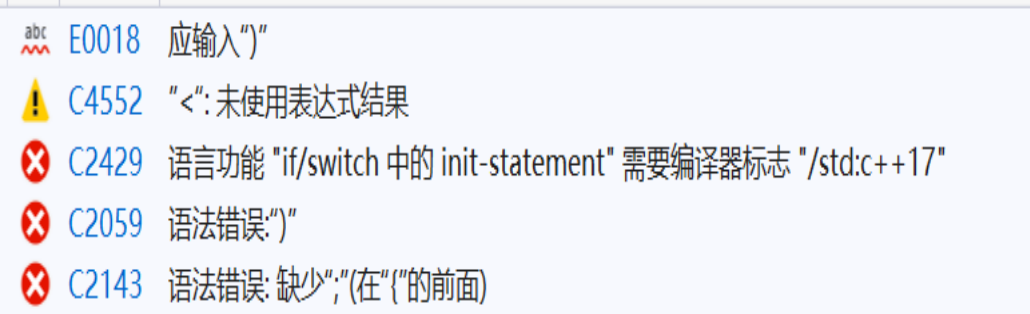 abc E0018 应输入“)”
C4552 “<”: 未使用表达式结果
C2429 语言功能 "if/switch 中的 init-statement" 需要编译器标志 "/std:c++17"
C2059 语法错误:“)”
C2143 语法错误: 缺少“;”(在“{”的前面)